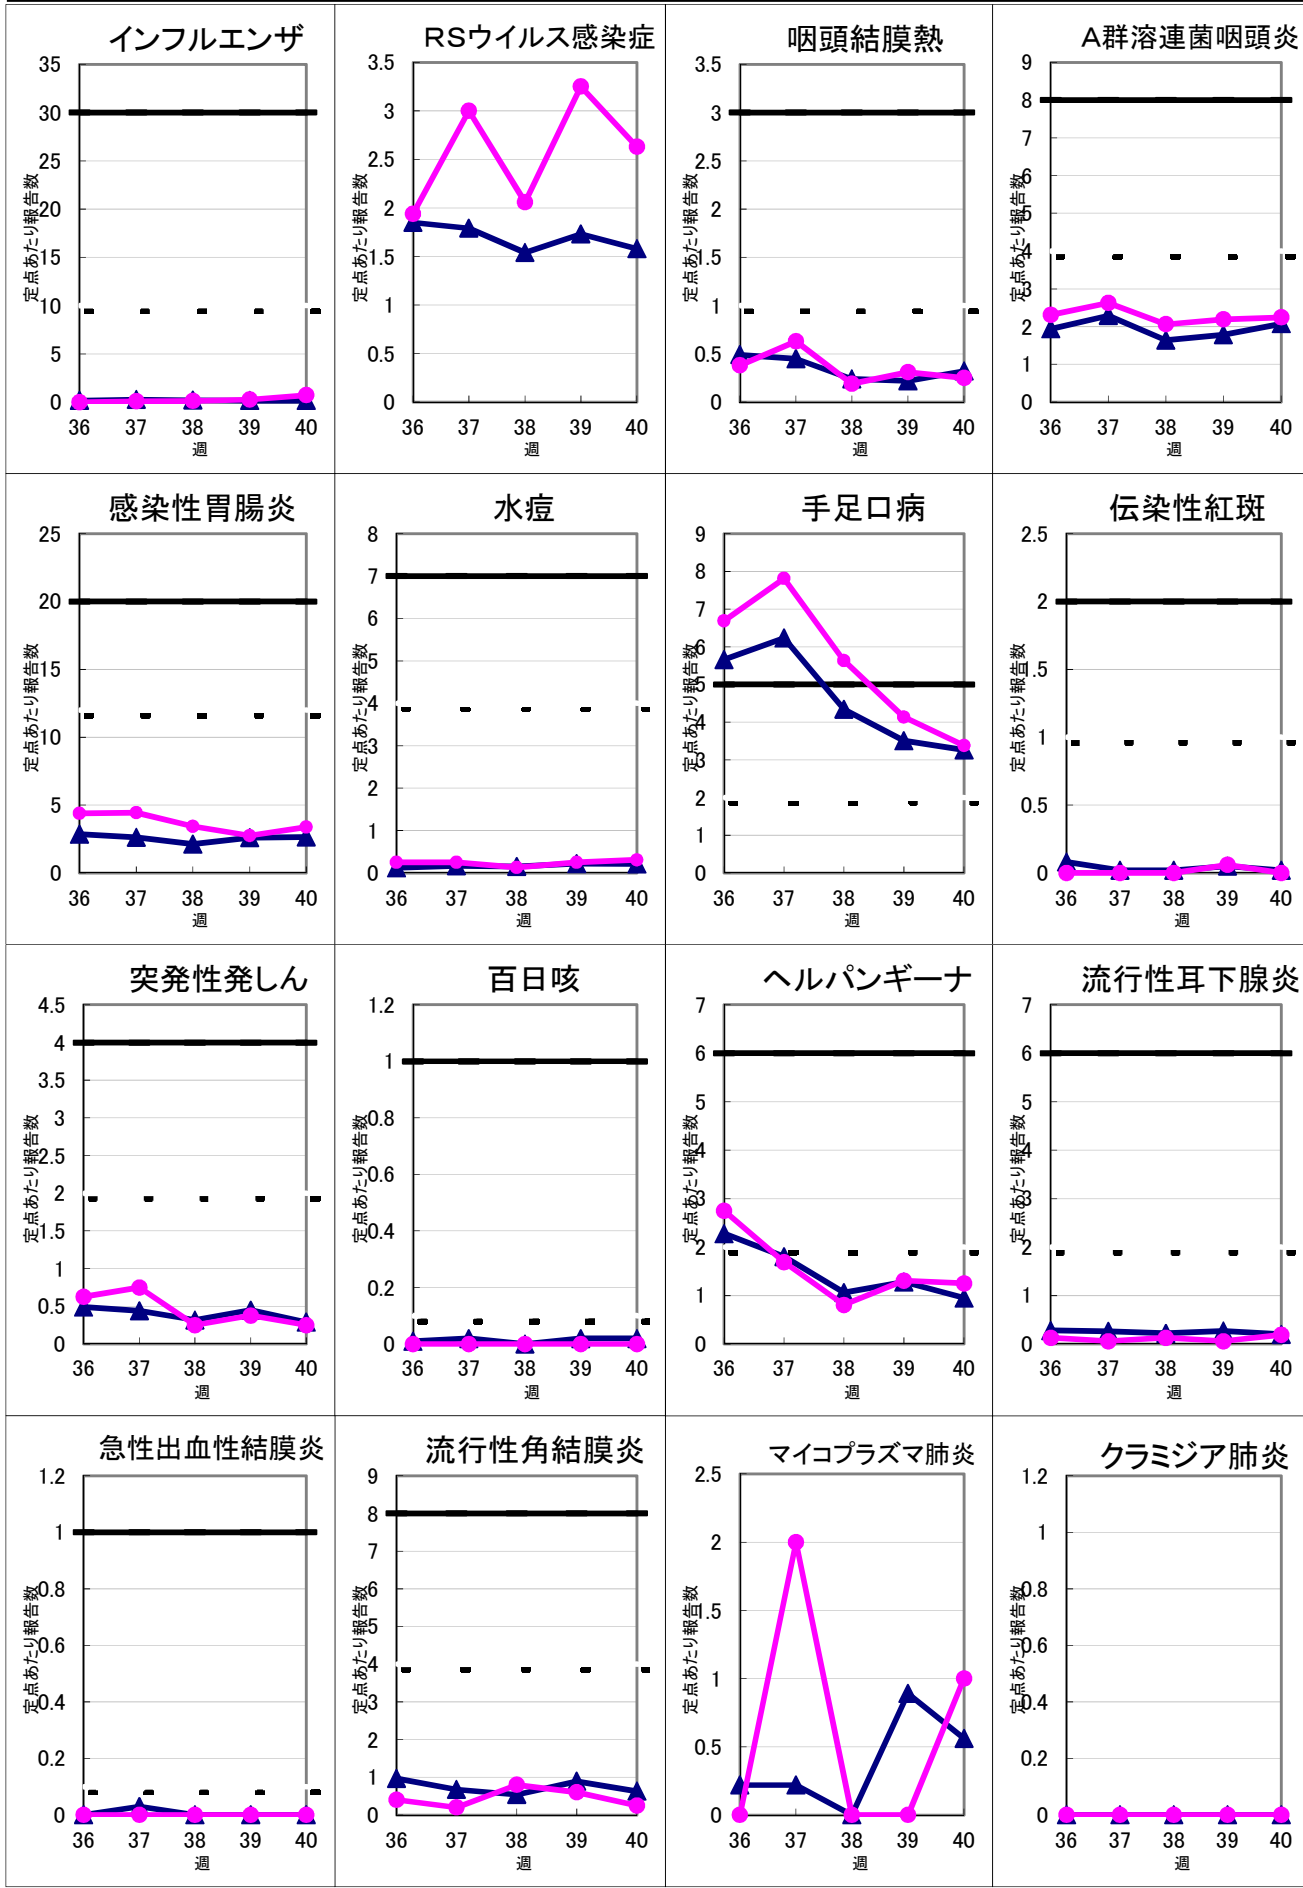 インフルエンザ
35
30
25
20
15
10
5
0
定点あたり報告数
36 37 38 39 40
週
RSウイルス感染症
3.5
3
2.5
2
1.5
1
0.5
0
定点あたり報告数
36 37 38 39 40
週
咽頭結膜熱
3.5
3
2.5
2
1.5
1
0.5
0
定点あたり報告数
36 37 38 39 40
週
A群溶連菌咽頭炎
9
8
7
6
5
4
3
2
1
0
定点あたり報告数
36 37 38 39 40
週
感染性胃腸炎
25
20
15
10
5
0
定点あたり報告数
36 37 38 39 40
週
水痘
8
7
6
5
4
3
2
1
0
定点あたり報告数
36 37 38 39 40
週
手足口病
9
8
7
6
5
4
3
2
1
0
定点あたり報告数
36 37 38 39 40
週
伝染性紅斑
2.5
2
1.5
1
0.5
0
定点あたり報告数
36 37 38 39 40
週
突発性発しん
4.5
4
3.5
3
2.5
2
1.5
1
0.5
0
定点あたり報告数
36 37 38 39 40
週
百日咳
1.2
1
0.8
0.6
0.4
0.2
0
定点あたり報告数
36 37 38 39 40
週
ヘルパンギーナ
7
6
5
4
3
2
1
0
定点あたり報告数
36 37 38 39 40
週
流行性耳下腺炎
7
6
5
4
3
2
1
0
定点あたり報告数
36 37 38 39 40
週
急性出血性結膜炎
1.2
1
0.8
0.6
0.4
0.2
0
定点あたり報告数
36 37 38 39 40
週
流行性角結膜炎
9
8
7
6
5
4
3
2
1
0
定点あたり報告数
36 37 38 39 40
週
マイコプラズマ肺炎
2.5
2
1.5
1
0.5
0
定点あたり報告数
36 37 38 39 40
週
クラミジア肺炎
1.2
1
0.8
0.6
0.4
0.2
0
定点あたり報告数
36 37 38 39 40
週